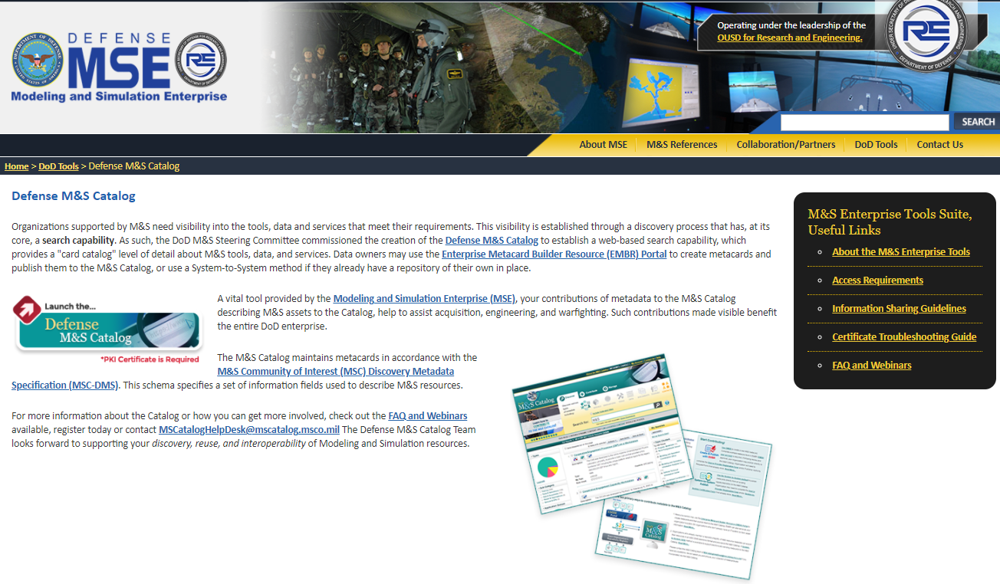 DEFENSE
MSE
Modeling and Simulation Enterprise
DEPARTMENT OF DEFENSE
UNITED STATES OF AMERICA
RE
Operating under the leadership of the
OUSD for Research and Engineering.
RE
DEPARTMENT OF DEFENSE
SEARCH
About MSE
M&S References
Collaboration/Partners
DoD Tools
Contact Us
Home > DoD Tools > Defense M&S Catalog
Defense M&S Catalog
Organizations supported by M&S need visibility into the tools, data and services that meet their requirements. This visibility is established through a discovery process that has, at its
core, a search capability. As such, the DoD M&S Steering Committee commissioned the creation of the Defense M&S Catalog to establish a web-based search capability, which
provides a "card catalog" level of detail about M&S tools, data, and services. Data owners may use the Enterprise Metacard Builder Resource (EMBR) Portal to create metacards and
publish them to the M&S Catalog, or use a System-to-System method if they already have a repository of their own in place.
Launch the...
Defense
M&S Catalog
*PKI Certificate is Required
A vital tool provided by the Modeling and Simulation Enterprise (MSE), your contributions of metadata to the M&S Catalog
describing M&S assets to the Catalog, help to assist acquisition, engineering, and warfighting. Such contributions made visible benefit
the entire DoD enterprise.
The M&S Catalog maintains metacards in accordance with the
M&S Community of Interest (MSC) Discovery Metadata
Specification (MSC-DMS). This schema specifies a set of information fields used to describe M&S resources.
For more information about the Catalog or how you can get more involved, check out the FAQ and Webinars
available, register today or contact MSCatalogHelpDesk@mscatalog.msco.mil The Defense M&S Catalog Team
looks forward to supporting your discovery, reuse, and interoperability of Modeling and Simulation resources.
M&S Catalog
M&S
Catalog
M&S Enterprise Tools Suite,
Useful Links
About the M&S Enterprise Tools
Access Requirements
Information Sharing Guidelines
Certificate Troubleshooting Guide
FAQ and Webinars